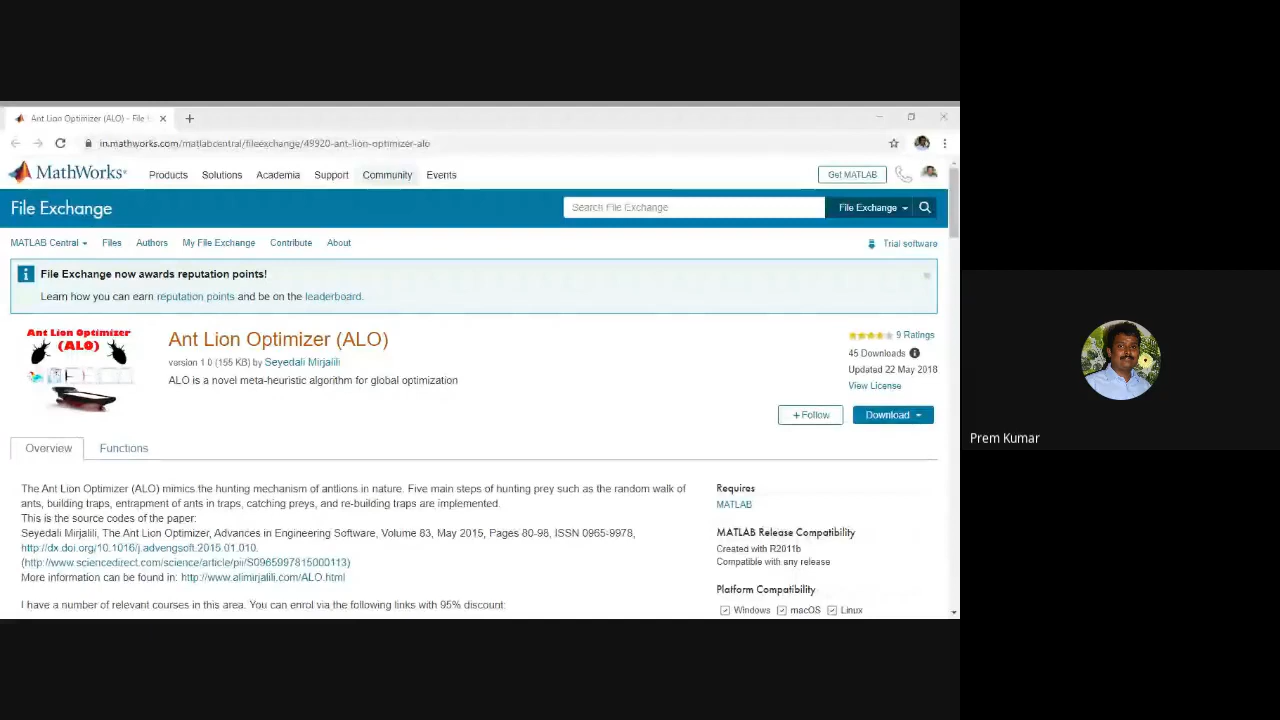 Ant Lion Optimizer (ALO) - File
in.mathworks.com/matlabcentral/fileexchange/49920-ant-lion-optimizer-alo
MathWorks®
Products Solutions Academia Support Community Events
Get MATLAB
File Exchange
Search File Exchange
File Exchange
MATLAB Central Files Authors My File Exchange Contribute About
Trial software
File Exchange now awards reputation points!
Learn how you can earn reputation points and be on the leaderboard.
Ant Lion Optimizer
(ALO)
Ant Lion Optimizer (ALO)
version 1.0 (155 KB) by Seyedali Mirjalili
ALO is a novel meta-heuristic algorithm for global optimization
9 Ratings
45 Downloads
Updated 22 May 2018
View License
+ Follow
Download
Overview Functions
The Ant Lion Optimizer (ALO) mimics the hunting mechanism of antlions in nature. Five main steps of hunting prey such as the random walk of
ants, building traps, entrapment of ants in traps, catching preys, and re-building traps are implemented.
This is the source codes of the paper:
Seyedali Mirjalili, The Ant Lion Optimizer, Advances in Engineering Software, Volume 83, May 2015, Pages 80-98, ISSN 0965-9978,
http://dx.doi.org/10.1016/j.advengsoft.2015.01.010.
(http://www.sciencedirect.com/science/article/pii/S0965997815000113)
More information can be found in: http://www.alimirjalili.com/ALO.html
I have a number of relevant courses in this area. You can enrol via the following links with 95% discount:
Requires
MATLAB
MATLAB Release Compatibility
Created with R2011b
Compatible with any release
Platform Compatibility
Windows macOS Linux
Prem Kumar